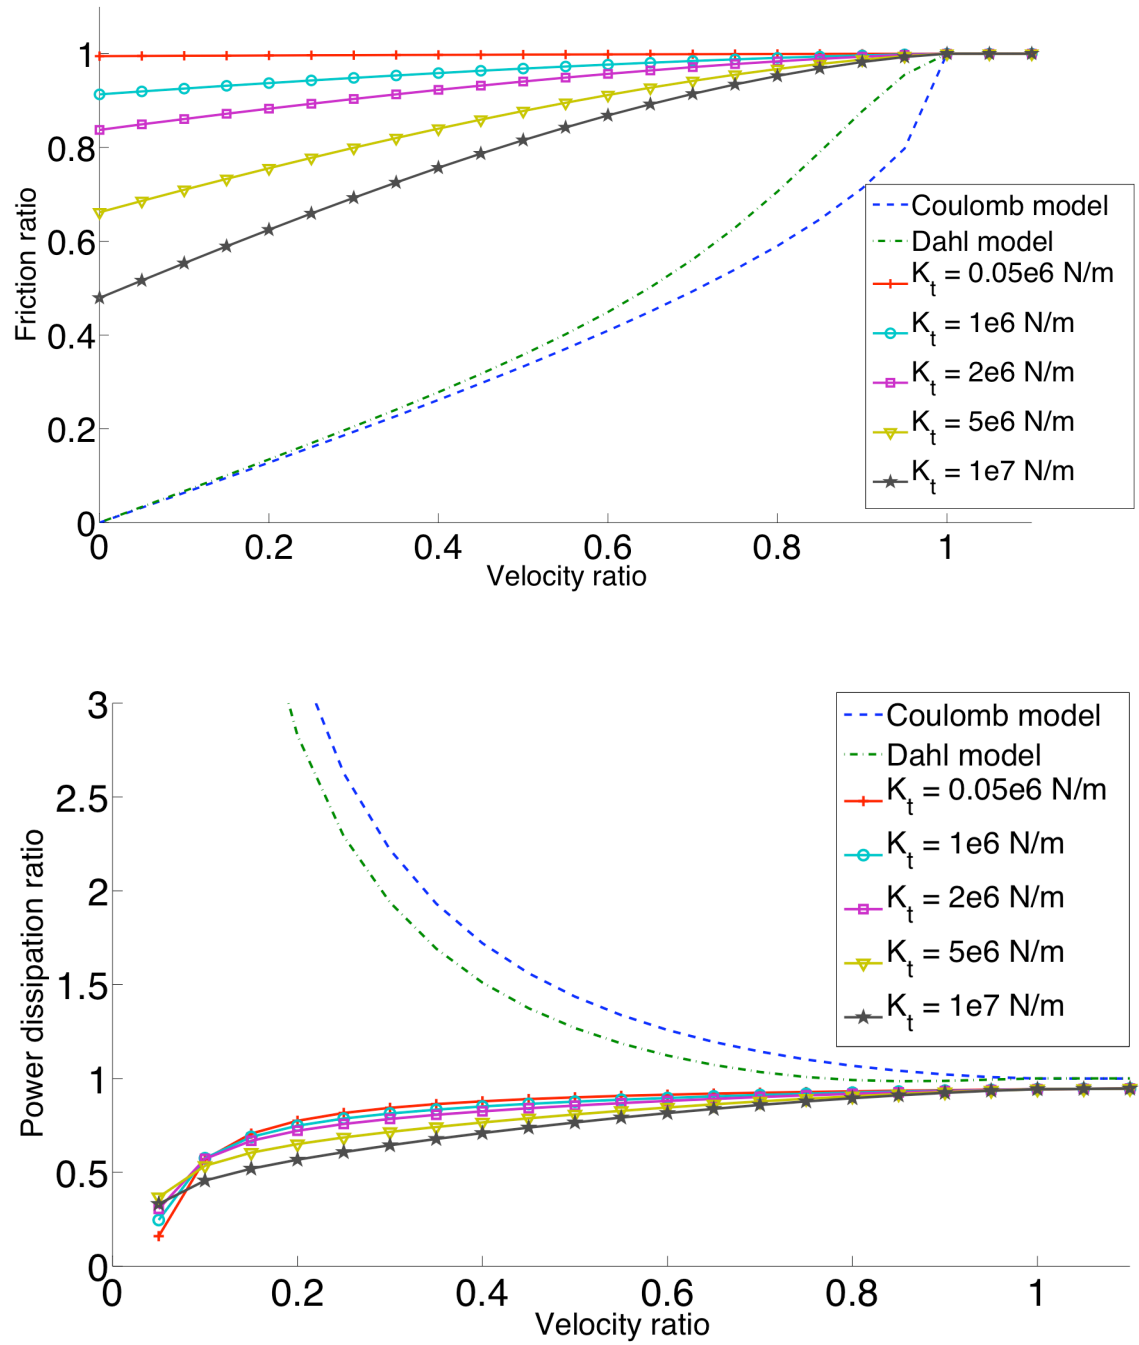 1
0.8
0.6
0.4
0.2
0
Friction ratio
0 0.2 0.4 0.6 0.8 1
Velocity ratio
Coulomb model
Dahl model
Kt = 0.05e6 N/m
Kt = 1e6 N/m
Kt = 2e6 N/m
Kt = 5e6 N/m
Kt = 1e7 N/m
3
2.5
2
1.5
1
0.5
0
Power dissipation ratio
0 0.2 0.4 0.6 0.8 1
Velocity ratio
Coulomb model
Dahl model
Kt = 0.05e6 N/m
Kt = 1e6 N/m
Kt = 2e6 N/m
Kt = 5e6 N/m
Kt = 1e7 N/m